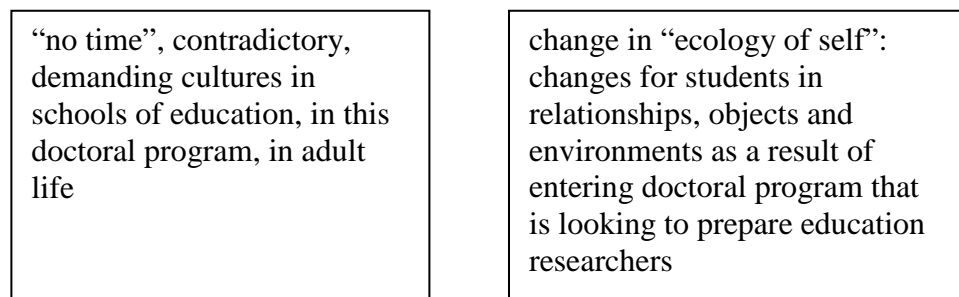 “no time”, contradictory,
demanding cultures in
schools of education, in this
doctoral program, in adult
life
change in “ecology of self”:
changes for students in
relationships, objects and
environments as a result of
entering doctoral program that
is looking to prepare education
researchers